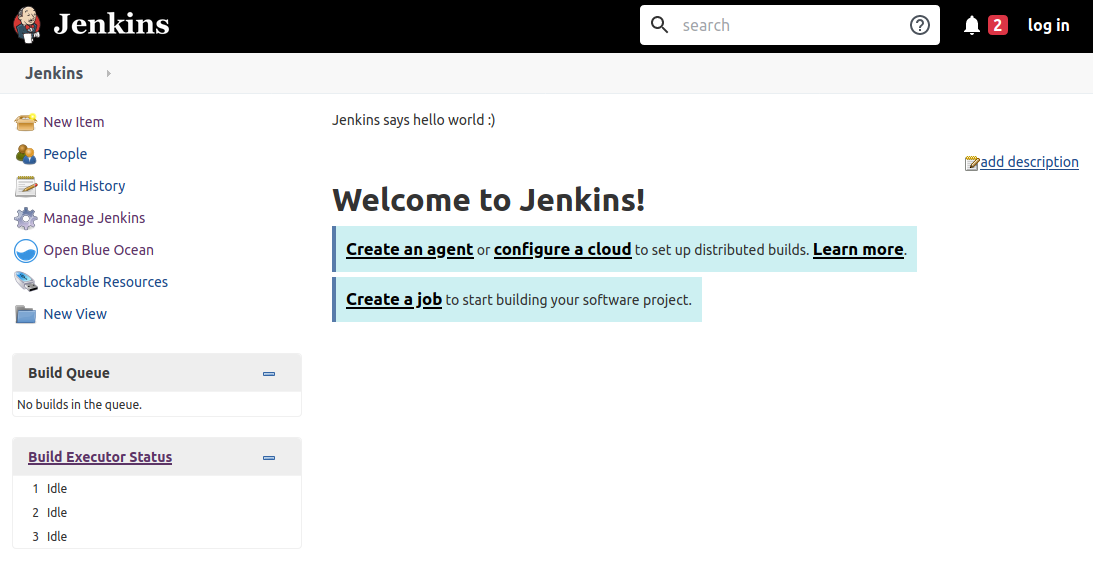 Jenkins
search
2
log in
Jenkins
New Item
People
Build History
Manage Jenkins
Open Blue Ocean
Lockable Resources
New View
Build Queue
No builds in the queue.
Build Executor Status
1 Idle
2 Idle
3 Idle
Jenkins says hello world :)
add description
Welcome to Jenkins!
Create an agent or configure a cloud to set up distributed builds. Learn more.
Create a job to start building your software project.